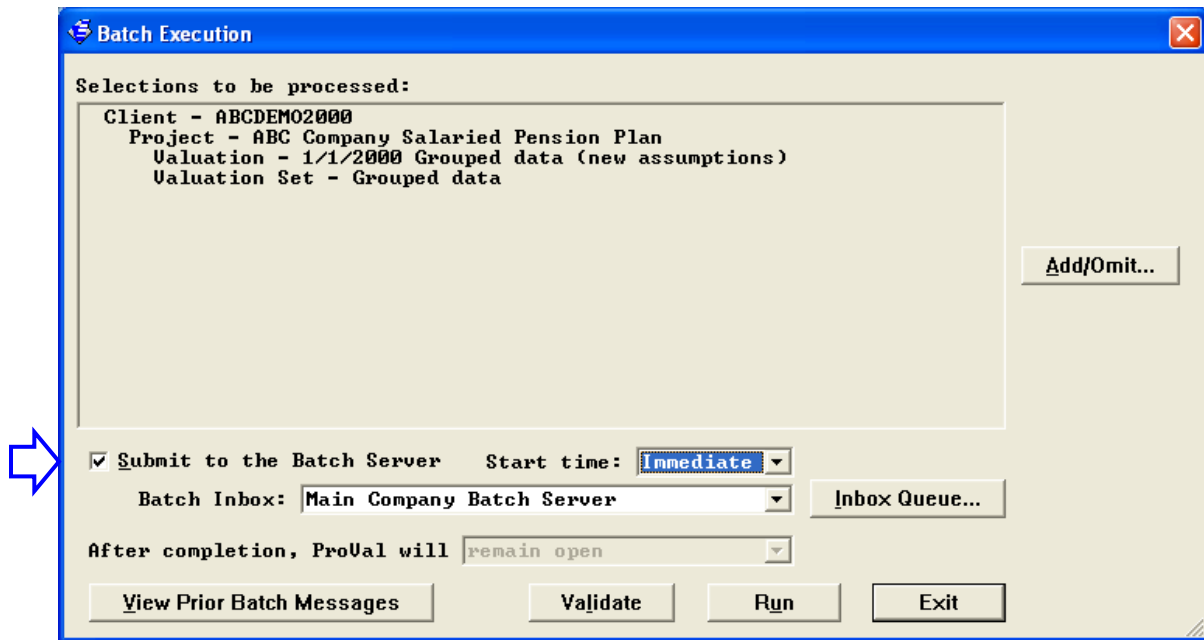 Batch Execution
Selections to be processed:
Client - ABCDEMO2000
Project - ABC Company Salaried Pension Plan
Valuation - 1/1/2000 Grouped data (new assumptions)
Valuation Set - Grouped data
Add/Omit...
Submit to the Batch Server Start time: Immediate
Batch Inbox: Main Company Batch Server Inbox Queue...
After completion, ProVal will remain open
View Prior Batch Messages Validate Run Exit